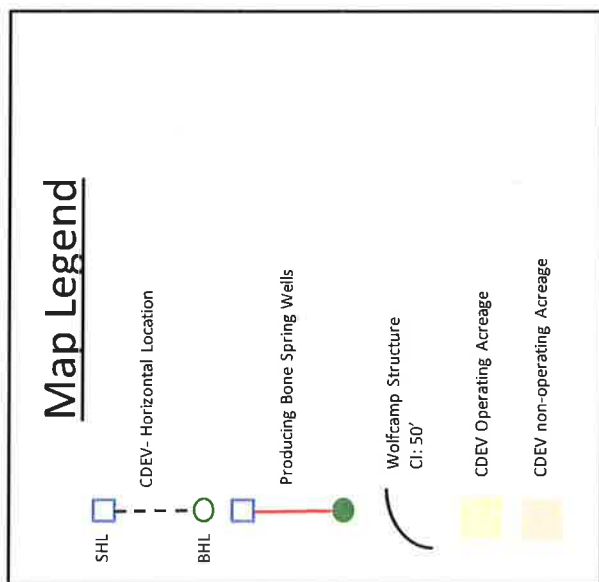 Map Legend
SHL
CDEV- Horizontal Location
BHL
Producing Bone Spring Wells
Wolfcamp Structure
CI: 50’
CDEV Operating Acreage
CDEV non-operating Acreage